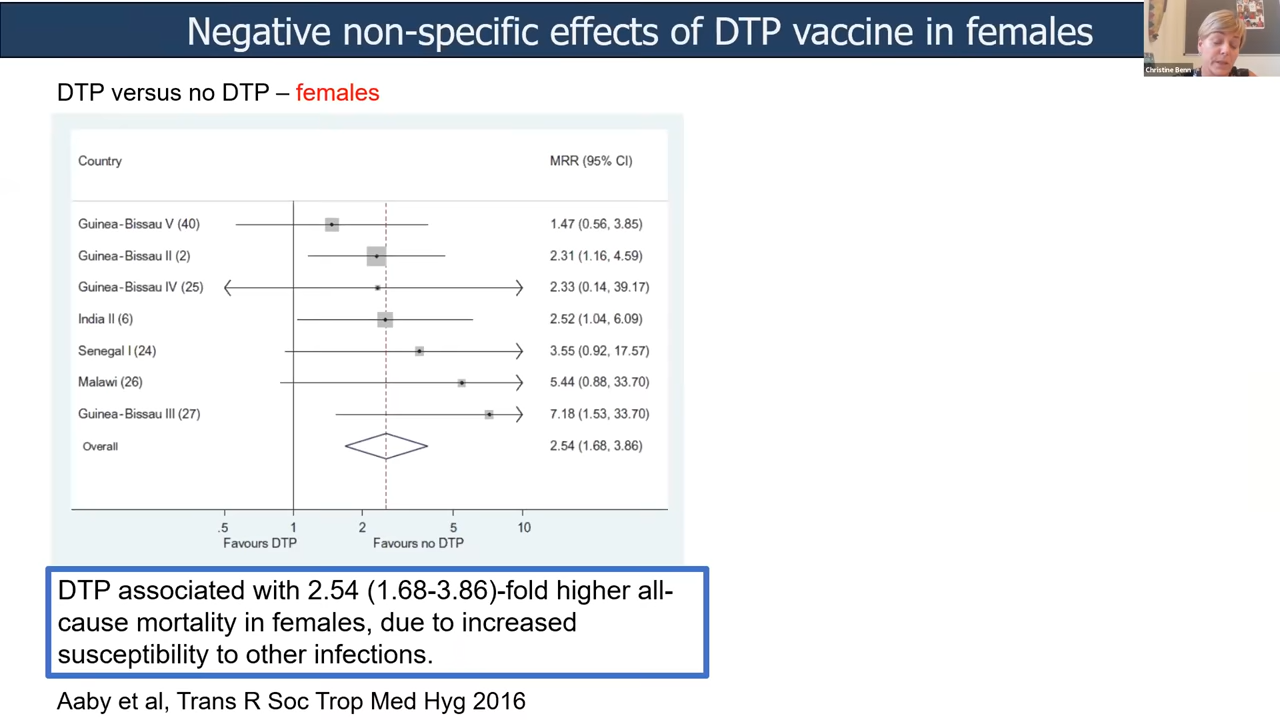 Negative non-specific effects of DTP vaccine in females
Christine Benn
DTP versus no DTP – females
Country MRR (95% CI)
Guinea-Bissau V (40) 1.47 (0.56, 3.85)
Guinea-Bissau II (2) 2.31 (1.16, 4.59)
Guinea-Bissau IV (25) 2.33 (0.14, 39.17)
India II (6) 2.52 (1.04, 6.09)
Senegal I (24) 3.55 (0.92, 17.57)
Malawi (26) 5.44 (0.88, 33.70)
Guinea-Bissau III (27) 7.18 (1.53, 33.70)
Overall 2.54 (1.68, 3.86)
.5 1 2 5 10
Favours DTP Favours no DTP
DTP associated with 2.54 (1.68-3.86)-fold higher all-
cause mortality in females, due to increased
susceptibility to other infections.
Aaby et al, Trans R Soc Trop Med Hyg 2016